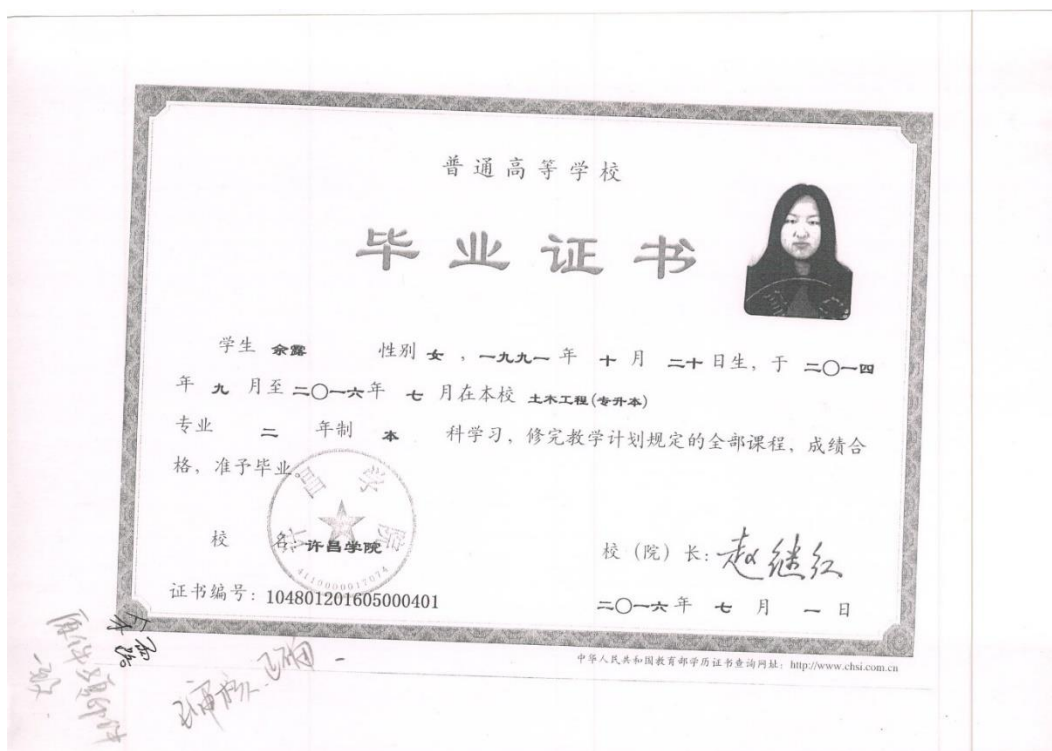 普通高等学校
毕业证书
学生 余露 性别 女 ，一九九一 年 十 月 二十 日生，于 二〇一四
年 九 月至 二〇一六年 七 月在本校 土木工程(专升本)
专业 二 年制 本 科学习，修完教学计划规定的全部课程，成绩合
格，准予毕业。
校 名：许昌学院
许昌学院
4110000017074
校（院）长：赵继红
证书编号：104801201605000401
二〇一六 年 七 月 一 日
中华人民共和国教育部学历证书查询网址：http://www.chsi.com.cn
余露